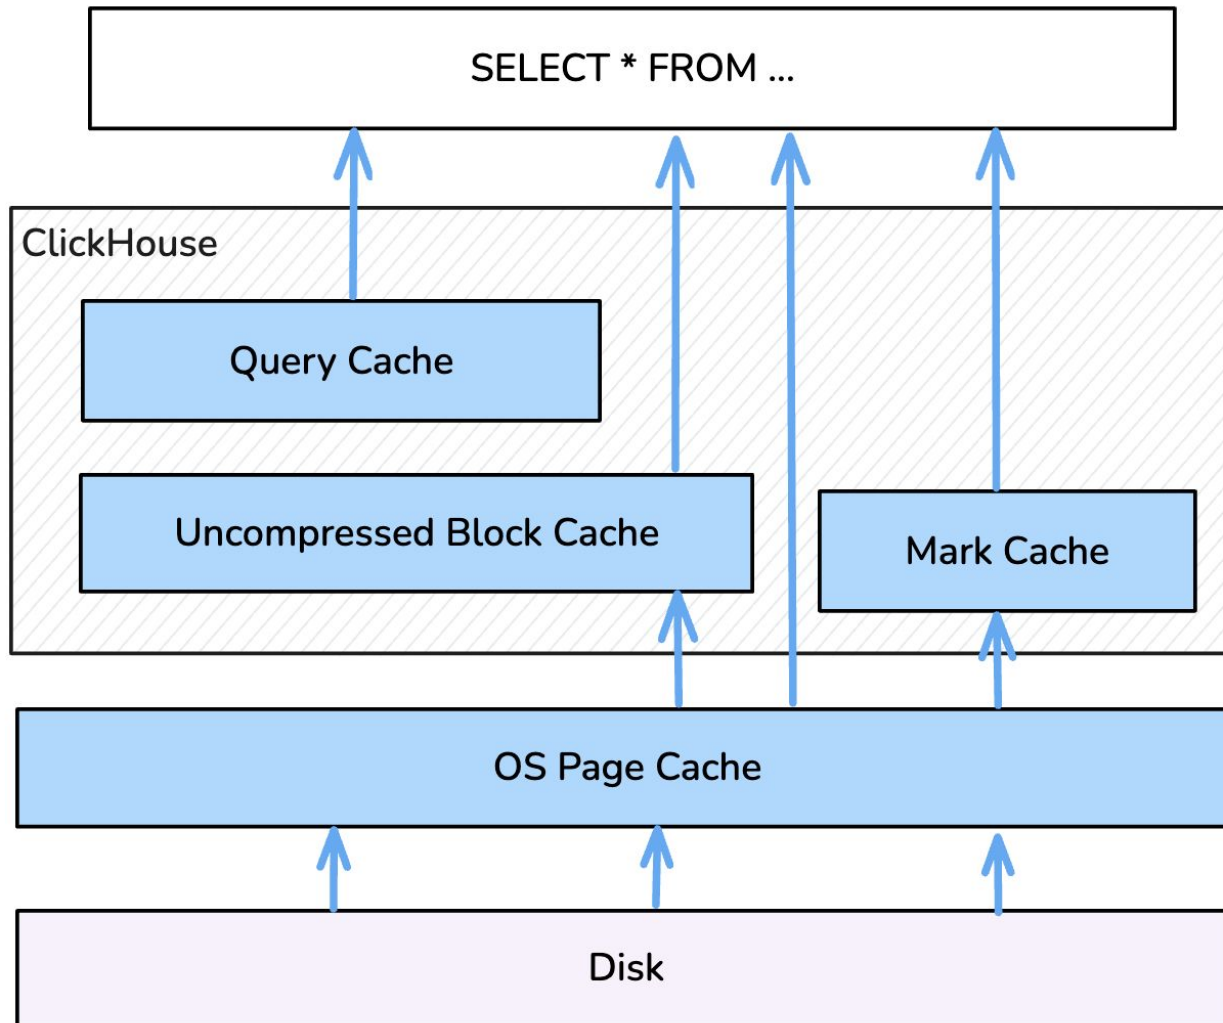 SELECT * FROM ...
ClickHouse
Query Cache
Uncompressed Block Cache
Mark Cache
OS Page Cache
Disk